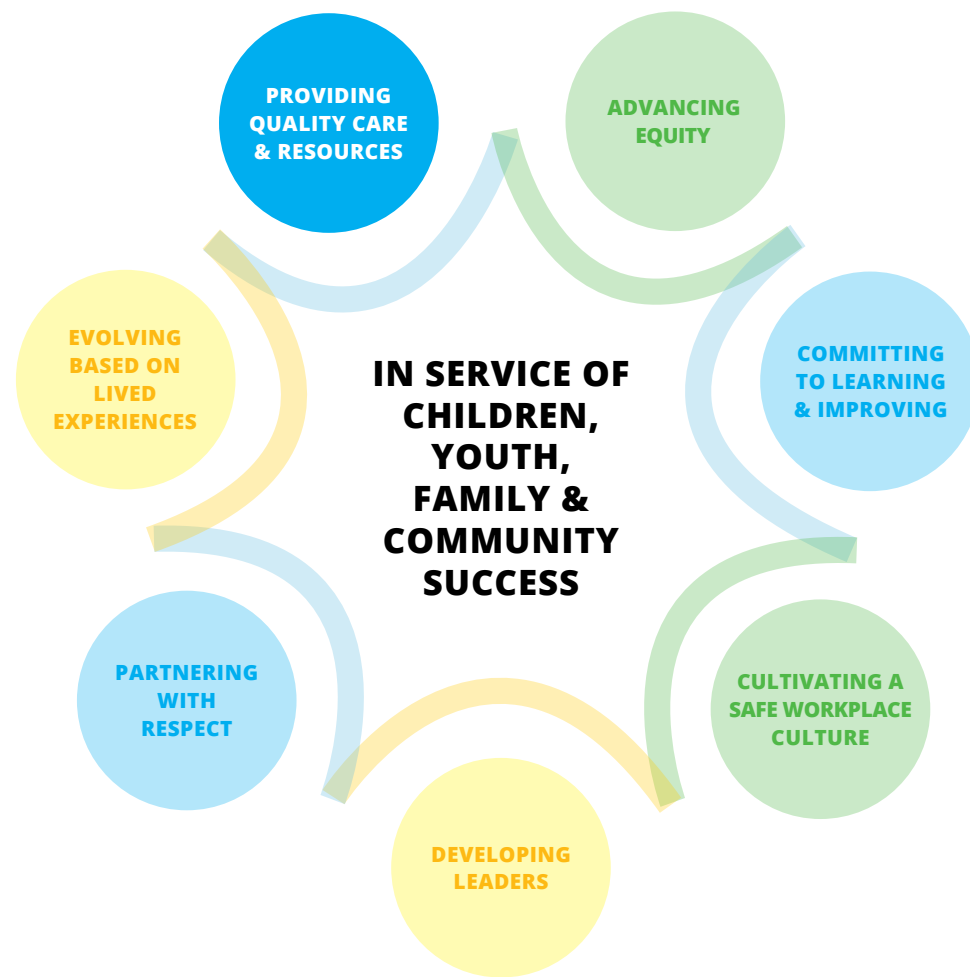 PROVIDING
QUALITY CARE
& RESOURCES
ADVANCING
EQUITY
COMMITTING
TO LEARNING
& IMPROVING
CULTIVATING A
SAFE WORKPLACE
CULTURE
DEVELOPING
LEADERS
PARTNERING
WITH
RESPECT
EVOLVING
BASED ON
LIVED
EXPERIENCES
IN SERVICE OF
CHILDREN,
YOUTH,
FAMILY &
COMMUNITY
SUCCESS